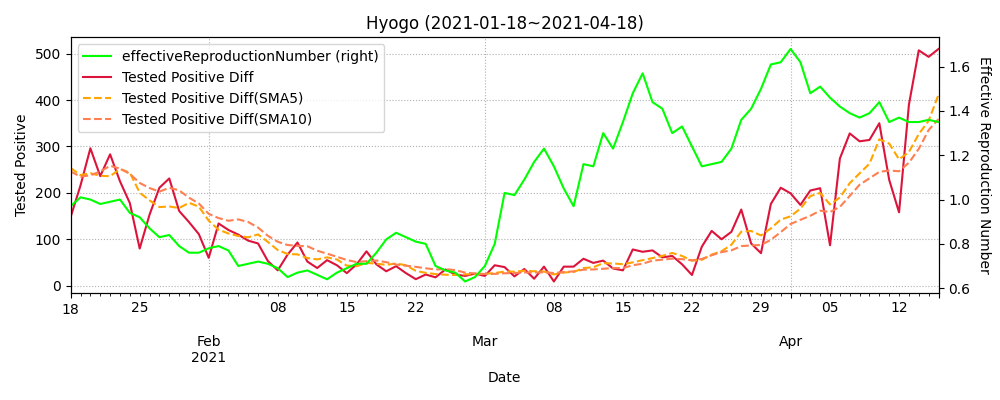 Hyogo (2021-01-18~2021-04-18)
effectiveReproductionNumber (right)
Tested Positive Diff
Tested Positive Diff(SMA5)
Tested Positive Diff(SMA10)
Tested Positive
500
400
300
200
100
0
1.6
1.4
1.2
1.0
0.8
0.6
Effective Reproduction Number
18 25 08 15 22 08 15 22 29 05 12
Feb Mar Apr
2021
Date